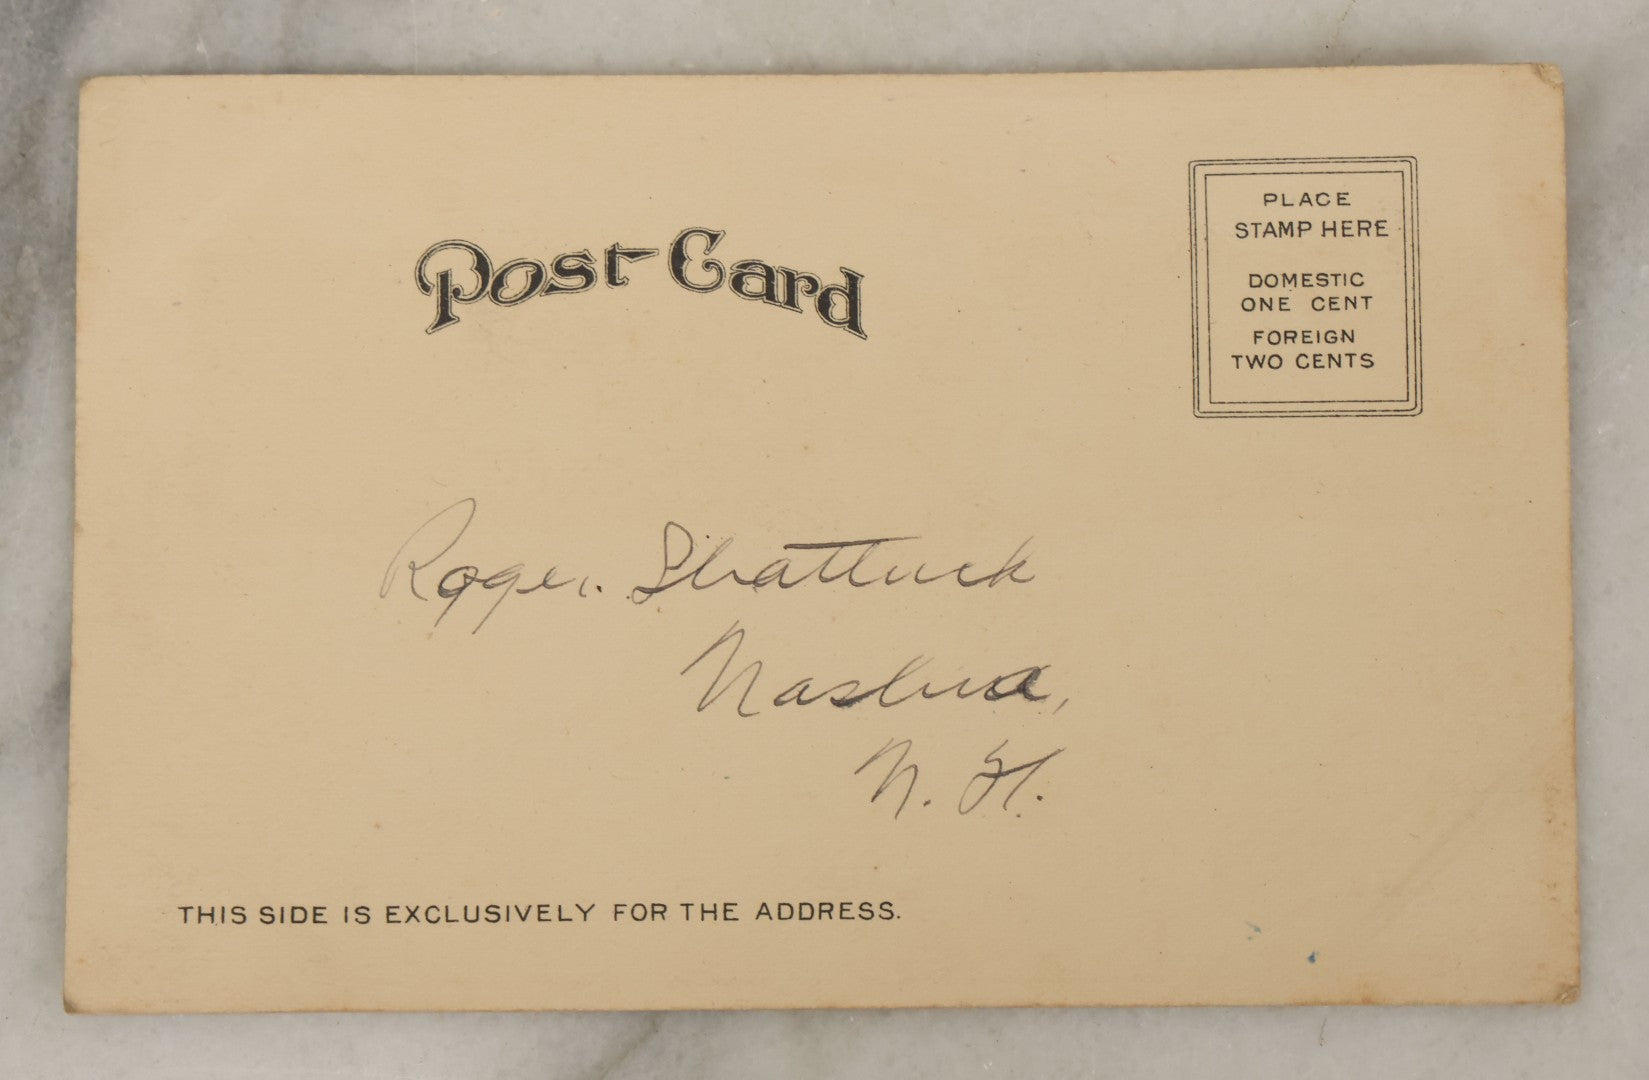 Post Card
PLACE
STAMP HERE
DOMESTIC
ONE CENT
FOREIGN
TWO CENTS
Roger Shattuck
Nashua,
N. H.
THIS SIDE IS EXCLUSIVELY FOR THE ADDRESS.